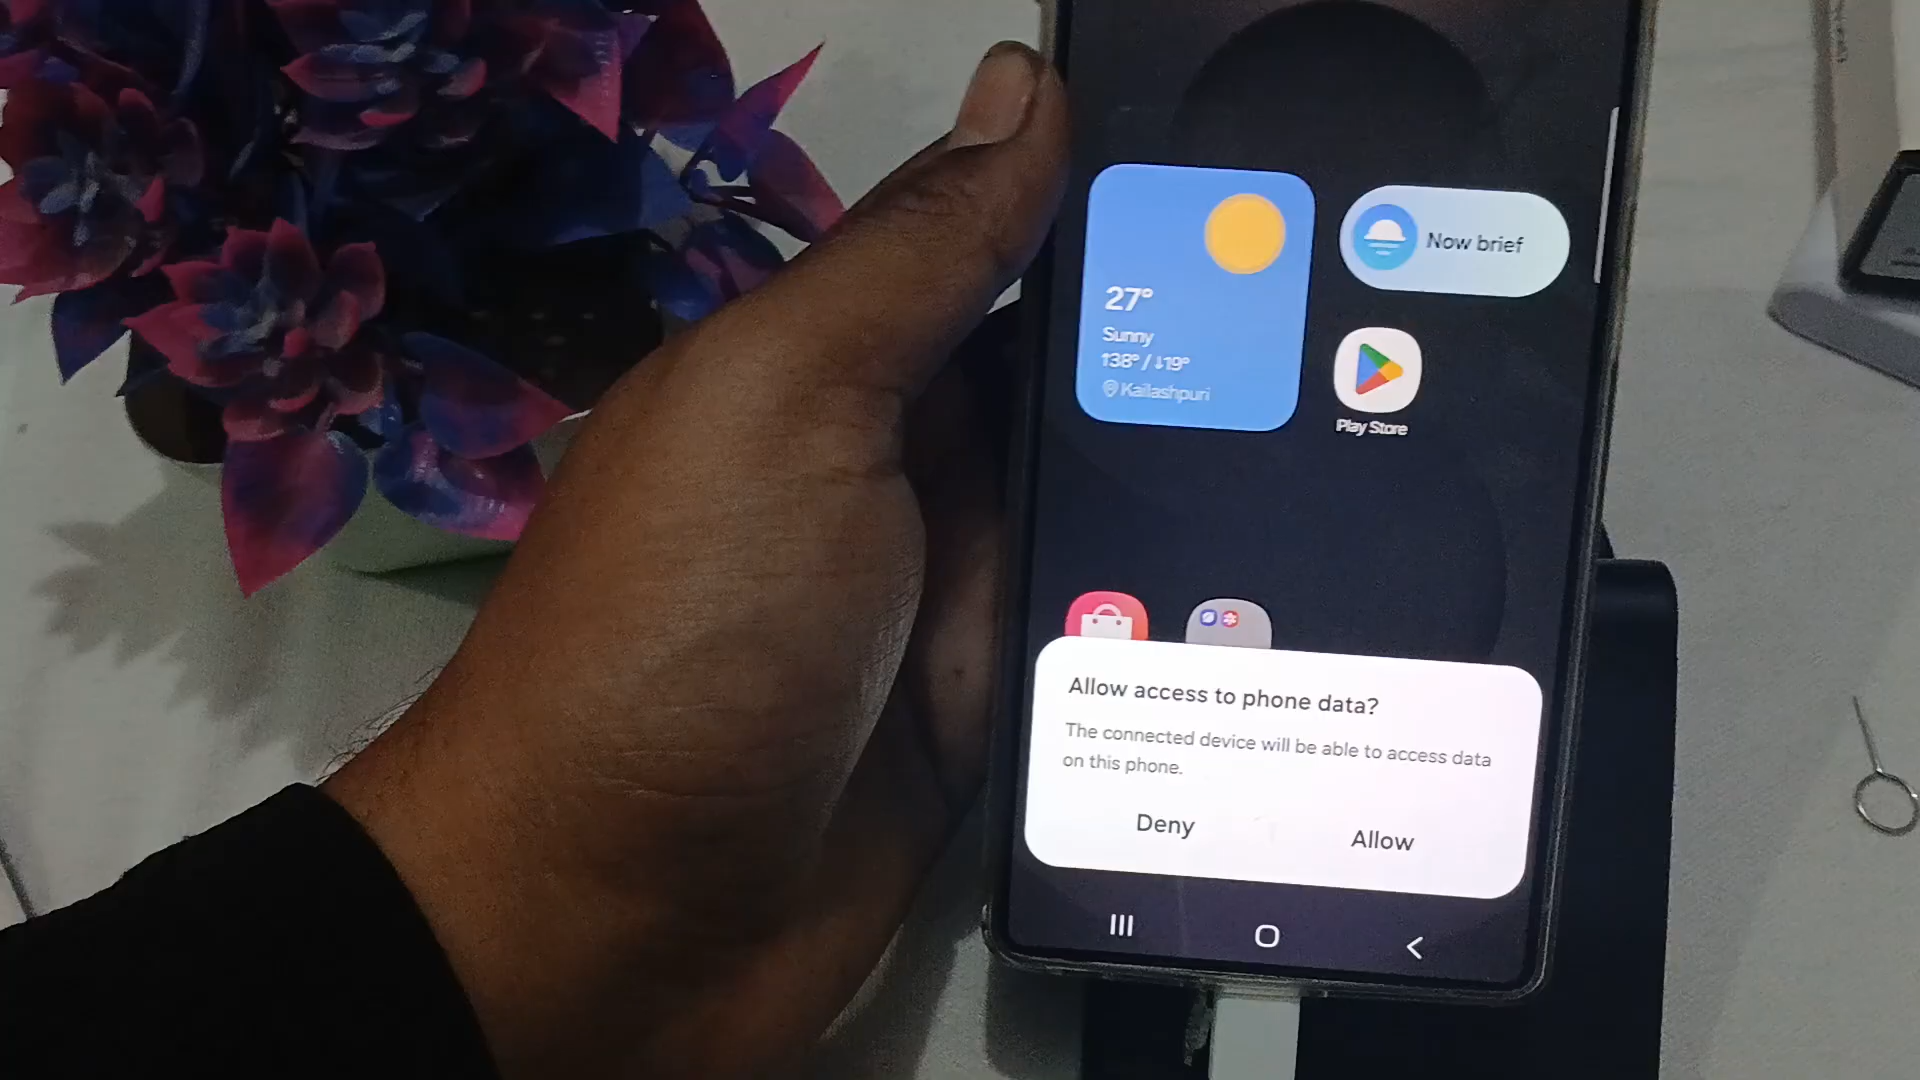 27°
Sunny
↑38° / ↓19°
Kailashpuri
Now brief
Play Store
Allow access to phone data?
The connected device will be able to access data
on this phone.
Deny
Allow